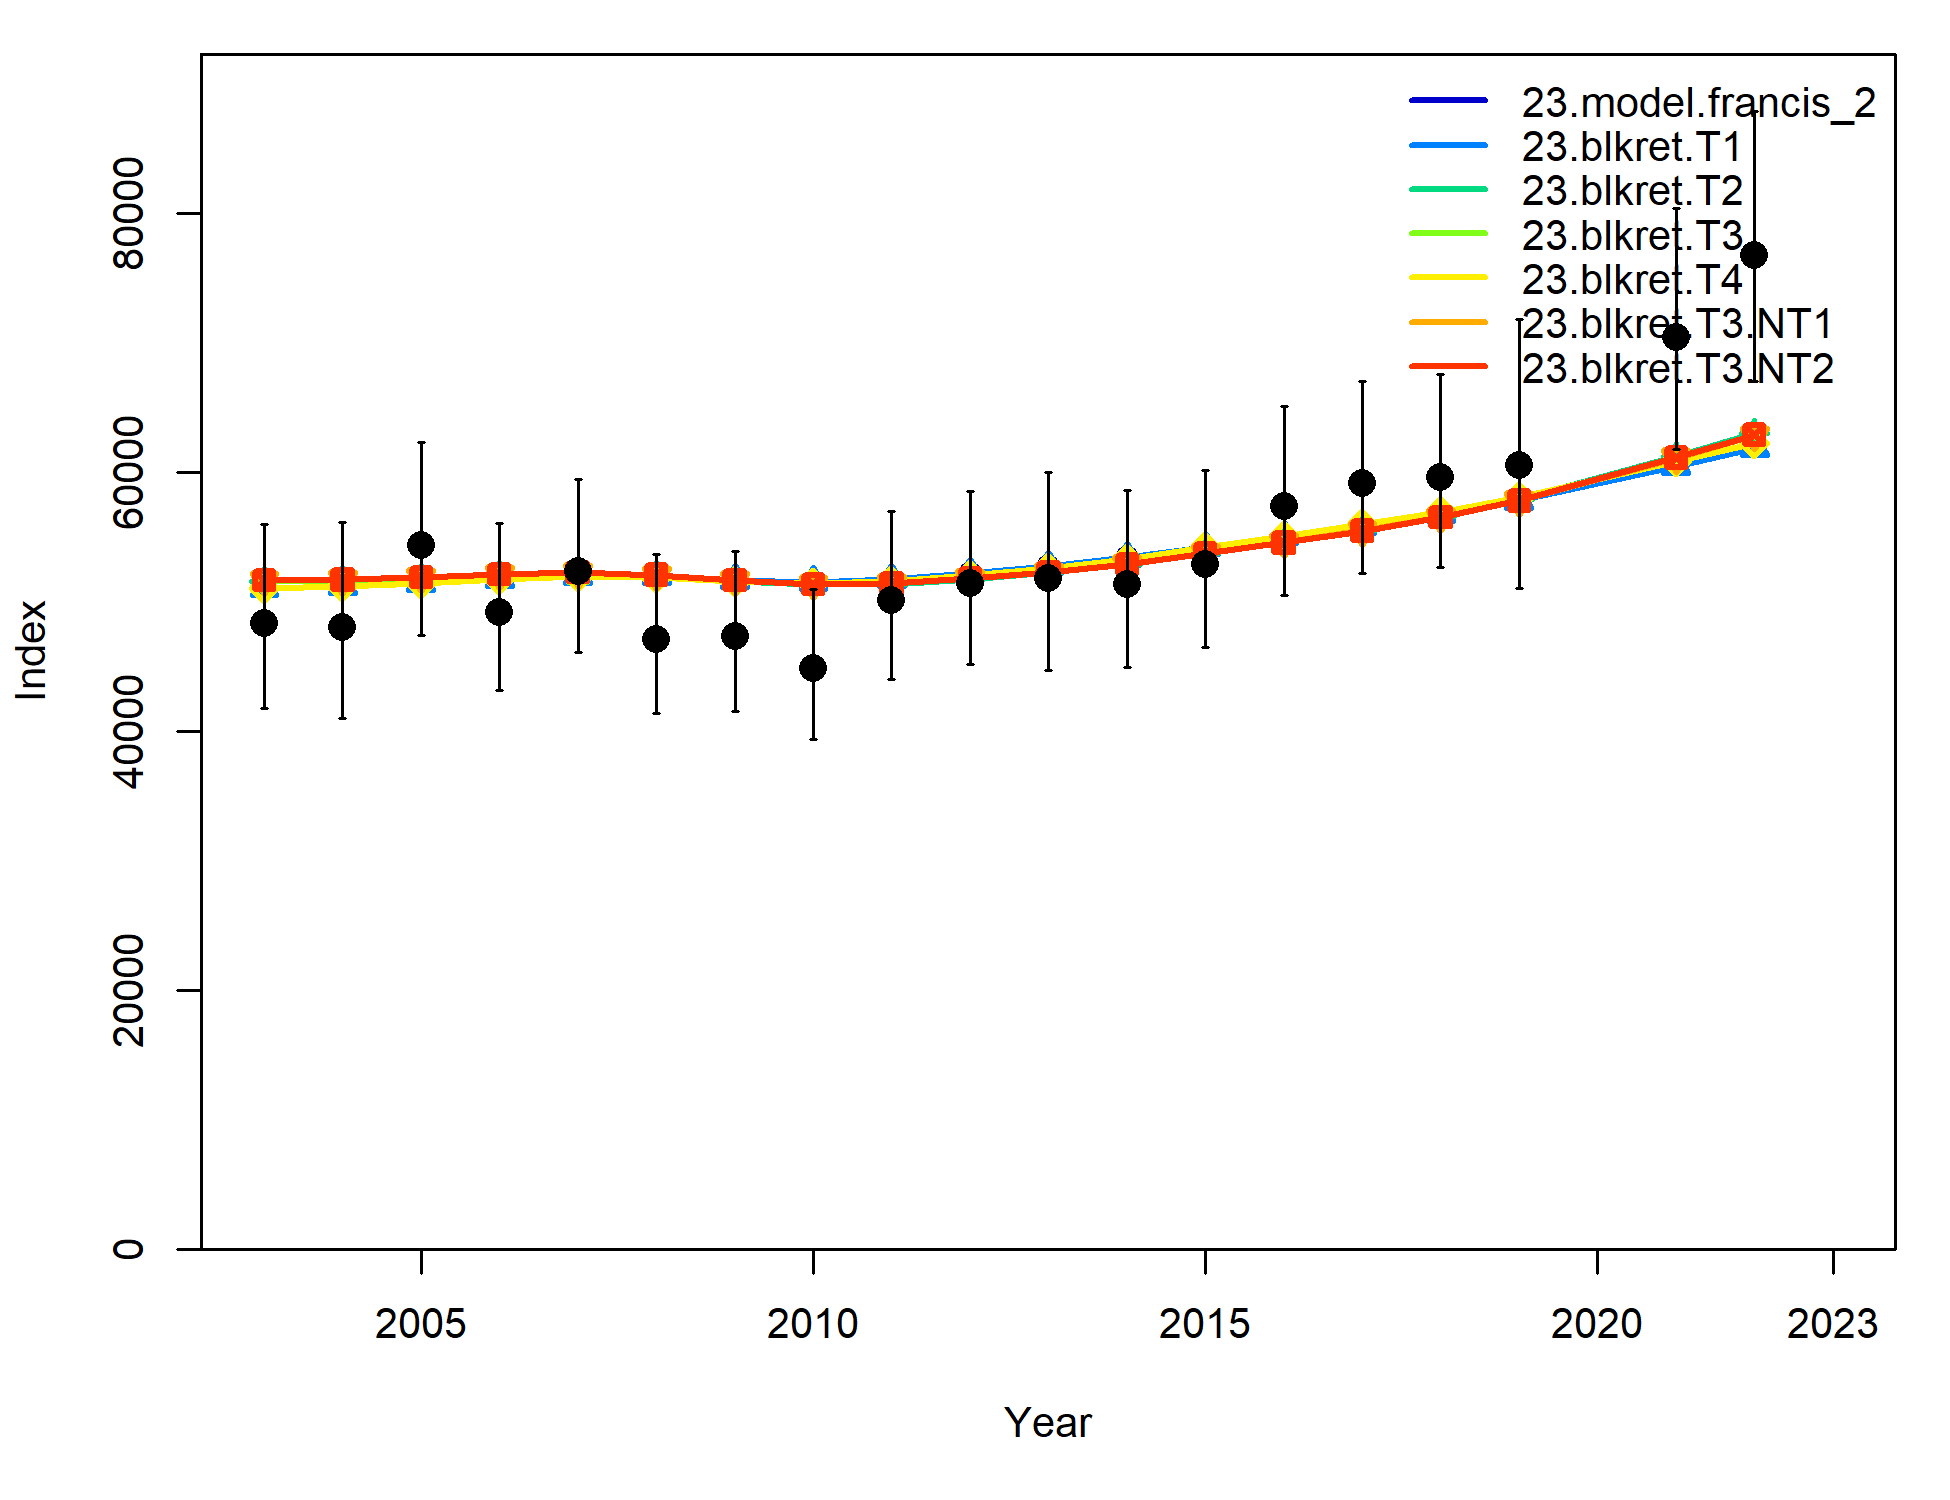 23.model.francis_2
23.blkret.T1
23.blkret.T2
23.blkret.T3
23.blkret.T4
23.blkret.T3.NT1
23.blkret.T3.NT2
80000
60000
40000
20000
0
Index
2005
2010
2015
2020
2023
Year